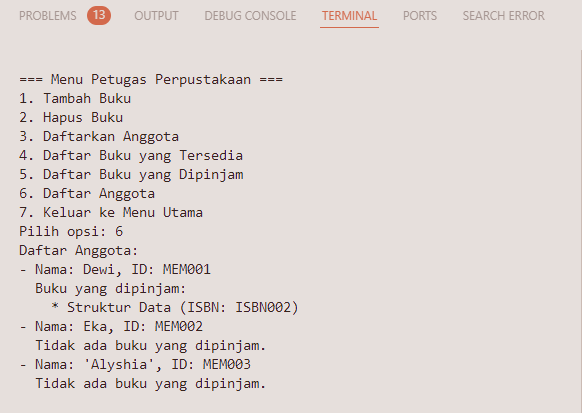 PROBLEMS 13 OUTPUT DEBUG CONSOLE TERMINAL PORTS SEARCH ERROR
=== Menu Petugas Perpustakaan ===
1. Tambah Buku
2. Hapus Buku
3. Daftarkan Anggota
4. Daftar Buku yang Tersedia
5. Daftar Buku yang Dipinjam
6. Daftar Anggota
7. Keluar ke Menu Utama
Pilih opsi: 6
Daftar Anggota:
- Nama: Dewi, ID: MEM001
  Buku yang dipinjam:
    * Struktur Data (ISBN: ISBN002)
- Nama: Eka, ID: MEM002
  Tidak ada buku yang dipinjam.
- Nama: 'Alyshia', ID: MEM003
  Tidak ada buku yang dipinjam.